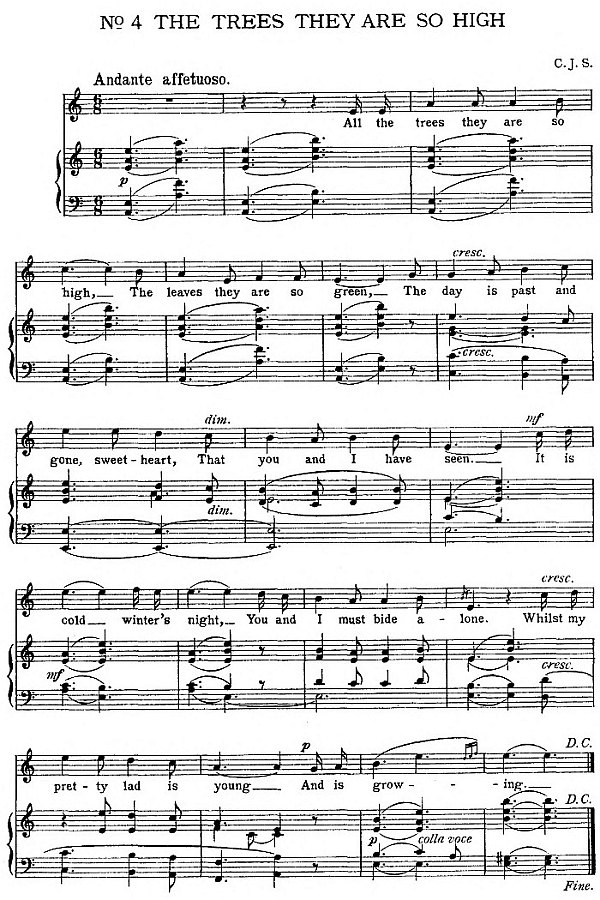 No 4 THE TREES THEY ARE SO HIGH
C. J. S.
Andante affetuoso.
All the trees they are so
p
cresc.
high, The leaves they are so green, The day is past and
cresc.
dim. mf
gone, sweet-heart, That you and I have seen. It is
dim.
cresc.
cold winter's night, You and I must bide a- lone. Whilst my
mf cresc.
p D. C.
pret-ty lad is young And is grow- ing.
D. C.
p colla voce
Fine.